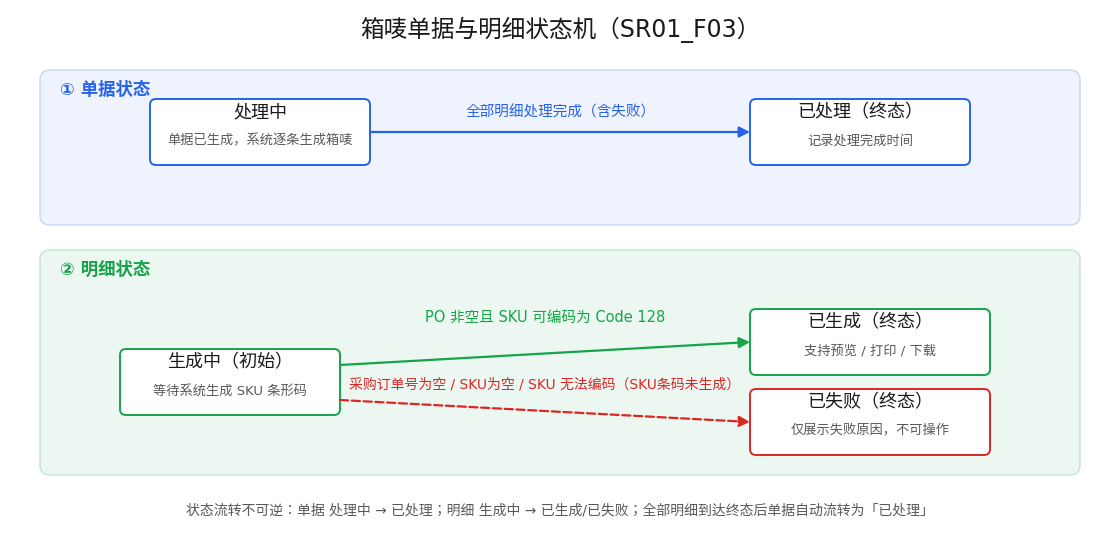 箱唛单据与明细状态机（SR01_F03）
① 单据状态
处理中
单据已生成，系统逐条生成箱唛
全部明细处理完成（含失败）
已处理（终态）
记录处理完成时间
② 明细状态
生成中（初始）
等待系统生成 SKU 条形码
PO 非空且 SKU 可编码为 Code 128
已生成（终态）
支持预览 / 打印 / 下载
采购订单号为空 / SKU为空 / SKU 无法编码（SKU条码未生成）
已失败（终态）
仅展示失败原因，不可操作
状态流转不可逆：单据 处理中 → 已处理；明细 生成中 → 已生成/已失败；全部明细到达终态后单据自动流转为「已处理」